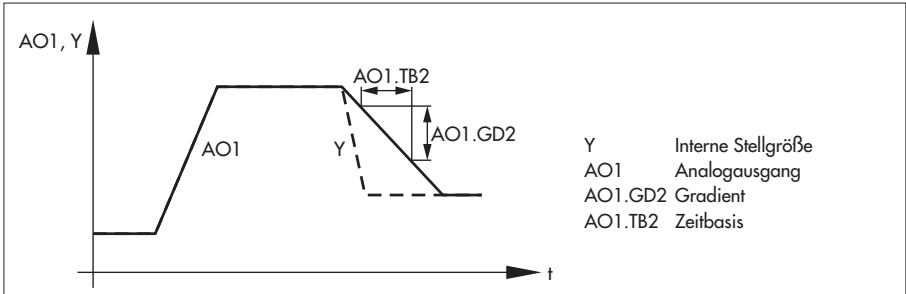 AO1, Y
AO1.TB2
AO1.GD2
AO1
Y
t
Y Interne Stellgröße
AO1 Analogausgang
AO1.GD2 Gradient
AO1.TB2 Zeitbasis